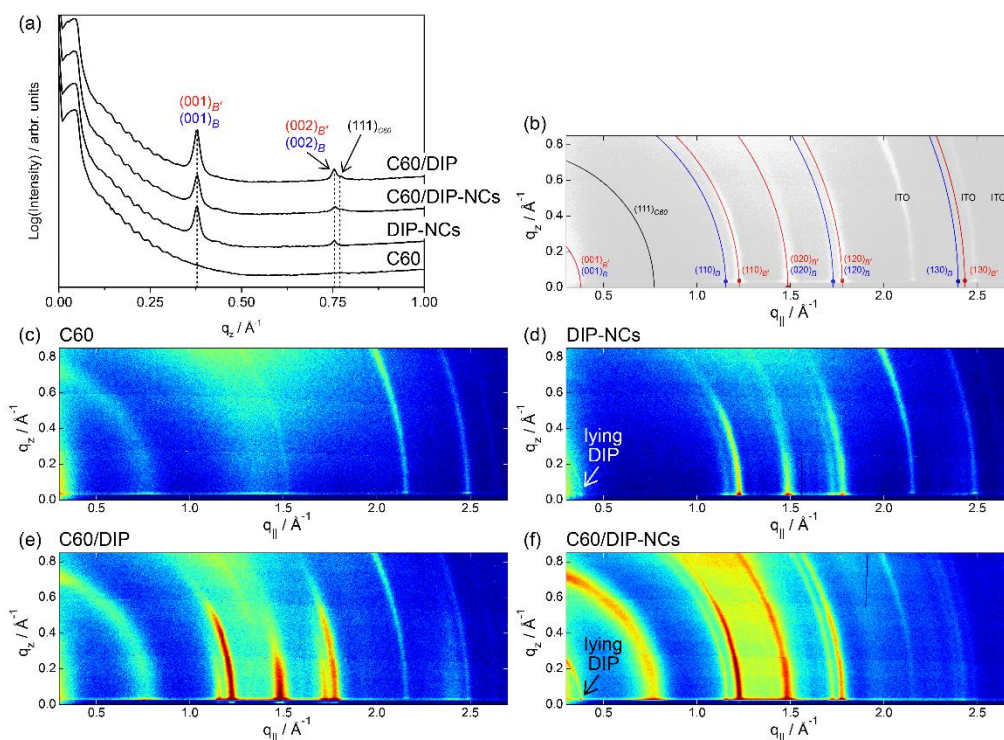 (a)
Log(Intensity) / arbr. units
(001)B'
(001)B
(002)B'
(002)B
(111)C60
C60/DIP
C60/DIP-NCs
DIP-NCs
C60
0.00 0.25 0.50 0.75 1.00
qz / Å-1
(b)
qz / Å-1
0.8
0.6
0.4
0.2
0.0
(111)C60
ITO
ITO
ITO
(001)B'
(001)B
(110)B
(110)B'
(020)B'
(020)B
(120)B'
(120)B
(130)B
(130)B'
0.5 1.0 1.5 2.0 2.5
q|| / Å-1
(c) C60
qz / Å-1
0.8
0.6
0.4
0.2
0.0
0.5 1.0 1.5 2.0 2.5
q|| / Å-1
(d) DIP-NCs
qz / Å-1
0.8
0.6
0.4
0.2
0.0
lying
DIP
0.5 1.0 1.5 2.0 2.5
q|| / Å-1
(e) C60/DIP
qz / Å-1
0.8
0.6
0.4
0.2
0.0
0.5 1.0 1.5 2.0 2.5
q|| / Å-1
(f) C60/DIP-NCs
qz / Å-1
0.8
0.6
0.4
0.2
0.0
lying
DIP
0.5 1.0 1.5 2.0 2.5
q|| / Å-1